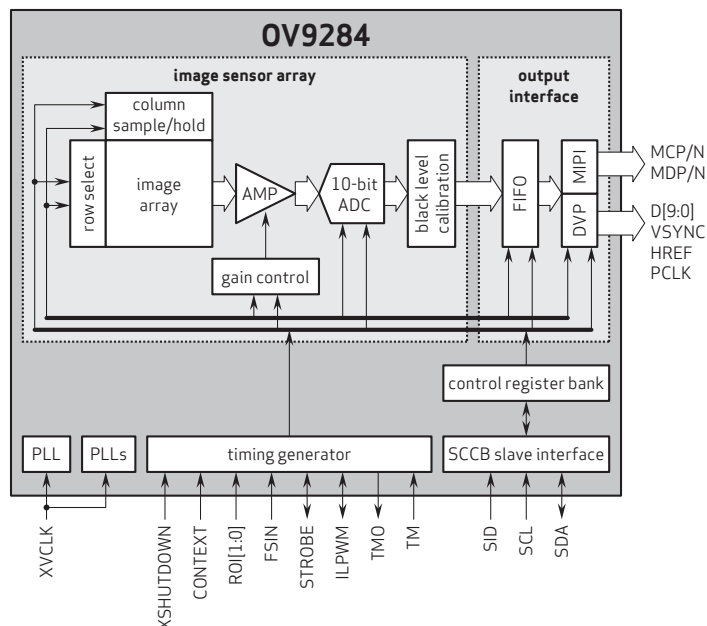 OV9284
image sensor array
output
interface
column
sample/hold
row select
image
array
AMP
10-bit
ADC
black level
calibration
FIFO
MIPI
DVP
MCP/N
MDP/N
D[9:0]
VSYNC
HREF
PCLK
gain control
control register bank
PLL
PLLs
timing generator
SCCB slave interface
XVCLK
XSHUTDOWN
CONTEXT
ROI[1:0]
FSIN
STROBE
ILPWM
TMO
TM
SID
SCL
SDA